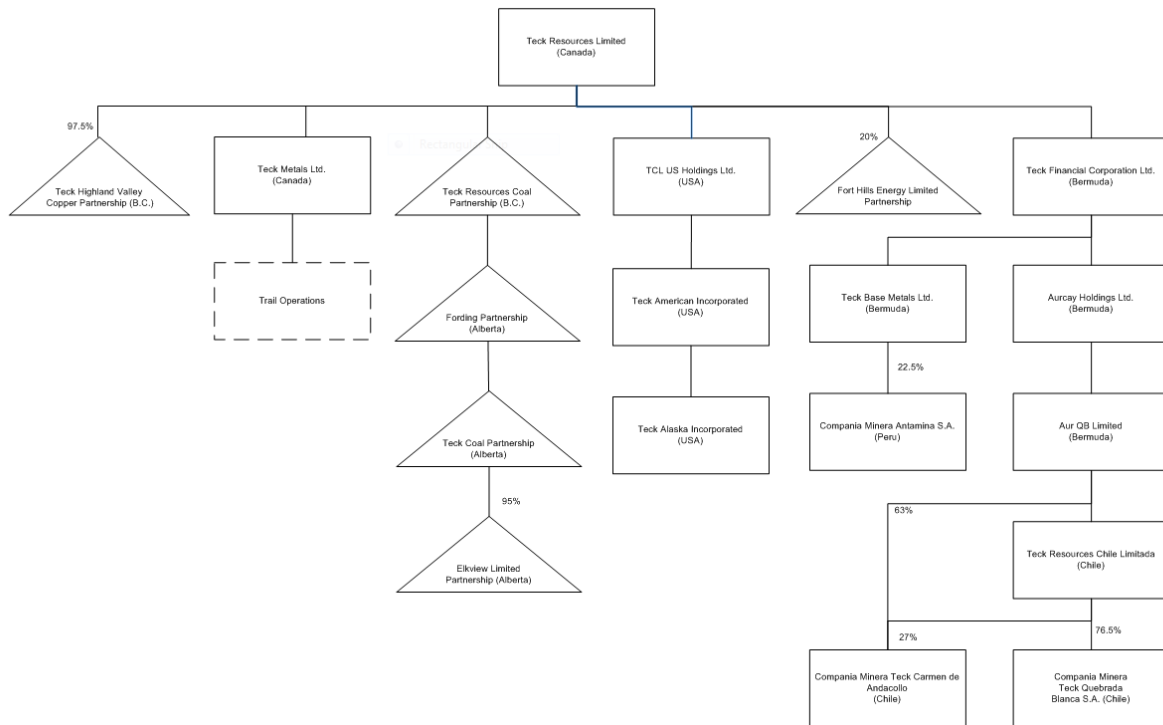 Teck Resources Limited
(Canada)
97.5%
20%
Teck Highland Valley
Copper Partnership (B.C.)
Teck Metals Ltd.
(Canada)
Teck Resources Coal
Partnership (B.C.)
TCL US Holdings Ltd.
(USA)
Fort Hills Energy Limited
Partnership
Teck Financial Corporation Ltd.
(Bermuda)
Trail Operations
Fording Partnership
(Alberta)
Teck American Incorporated
(USA)
Teck Base Metals Ltd.
(Bermuda)
Aurcay Holdings Ltd.
(Bermuda)
22.5%
Teck Coal Partnership
(Alberta)
Teck Alaska Incorporated
(USA)
Compania Minera Antamina S.A.
(Peru)
Aur QB Limited
(Bermuda)
95%
63%
Elkview Limited
Partnership (Alberta)
Teck Resources Chile Limitada
(Chile)
27%
76.5%
Compania Minera Teck Carmen de
Andacollo
(Chile)
Compania Minera
Teck Quebrada
Blanca S.A. (Chile)